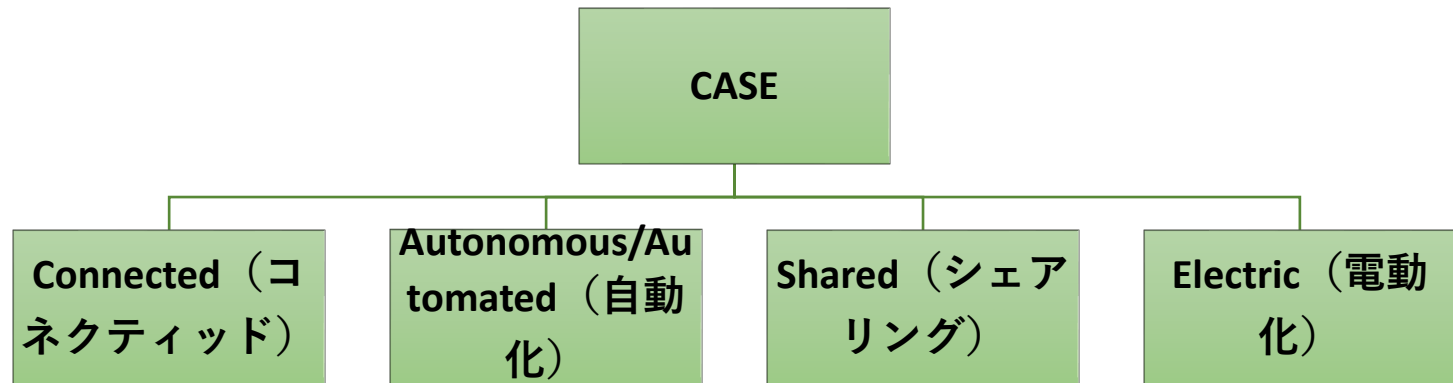 CASE
Connected（コ
ネクティッド）
Autonomous/Au
tomated（自動
化）
Shared（シェア
リング）
Electric（電動
化）